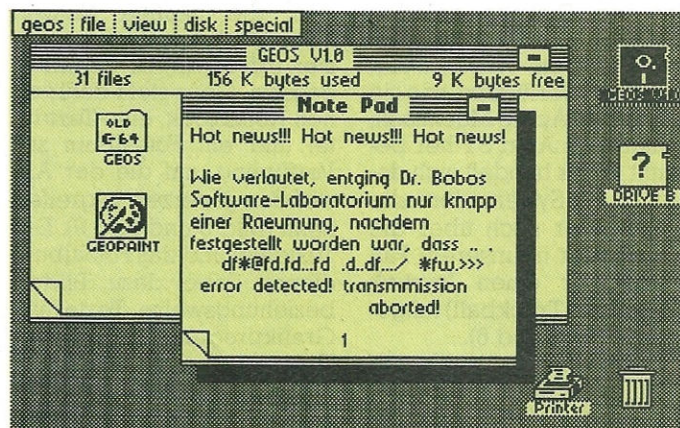 geos file view disk special
GEOS V1.0
31 files 156 K bytes used 9 K bytes free
OLD
C-64
GEOS
GEOPAINT
Note Pad
Hot news!!! Hot news!!! Hot news!
Wie verlautet, entging Dr. Bobos
Software-Laboratorium nur knapp
einer Raeumung, nachdem
festgestellt worden war, dass .. .
df*@fd.fd...fd .d..df.../ *fw.>>>
error detected! transmmission
aborted!
1
?
DRIVE B
Printer